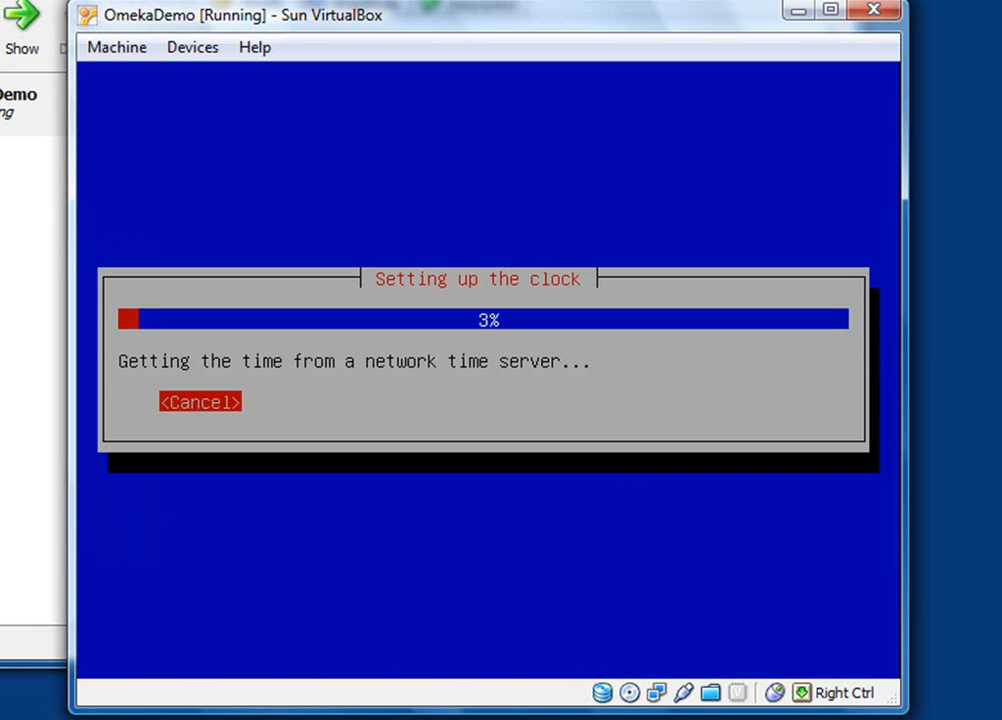 OmekaDemo [Running] - Sun VirtualBox
Show
Machine Devices Help
Demo
ng
Setting up the clock
3%
Getting the time from a network time server...
<Cancel>
Right Ctrl